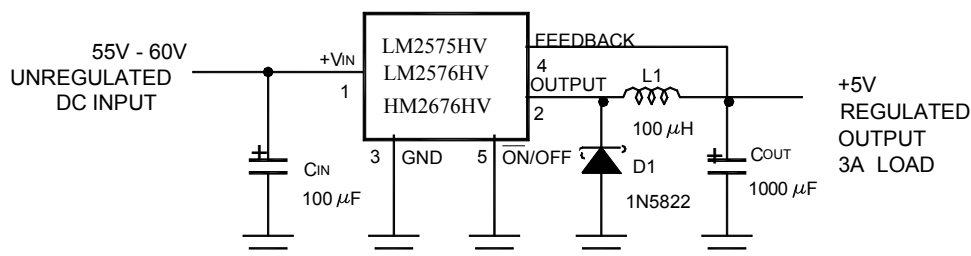 55V - 60V
UNREGULATED
DC INPUT
+VIN
1
LM2575HV
LM2576HV
HM2676HV
FEEDBACK
4
OUTPUT
2
L1
100 μH
+5V
REGULATED
OUTPUT
3A LOAD
+
CIN
100 μF
3
GND
5
O̅N̅/OFF
D1
1N5822
+
COUT
1000 μF